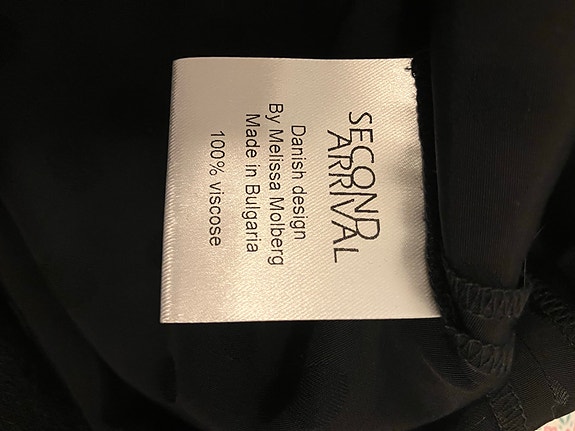 SECOND
ARRIVAL
Danish design
By Melissa Molberg
Made in Bulgaria
100% viscose